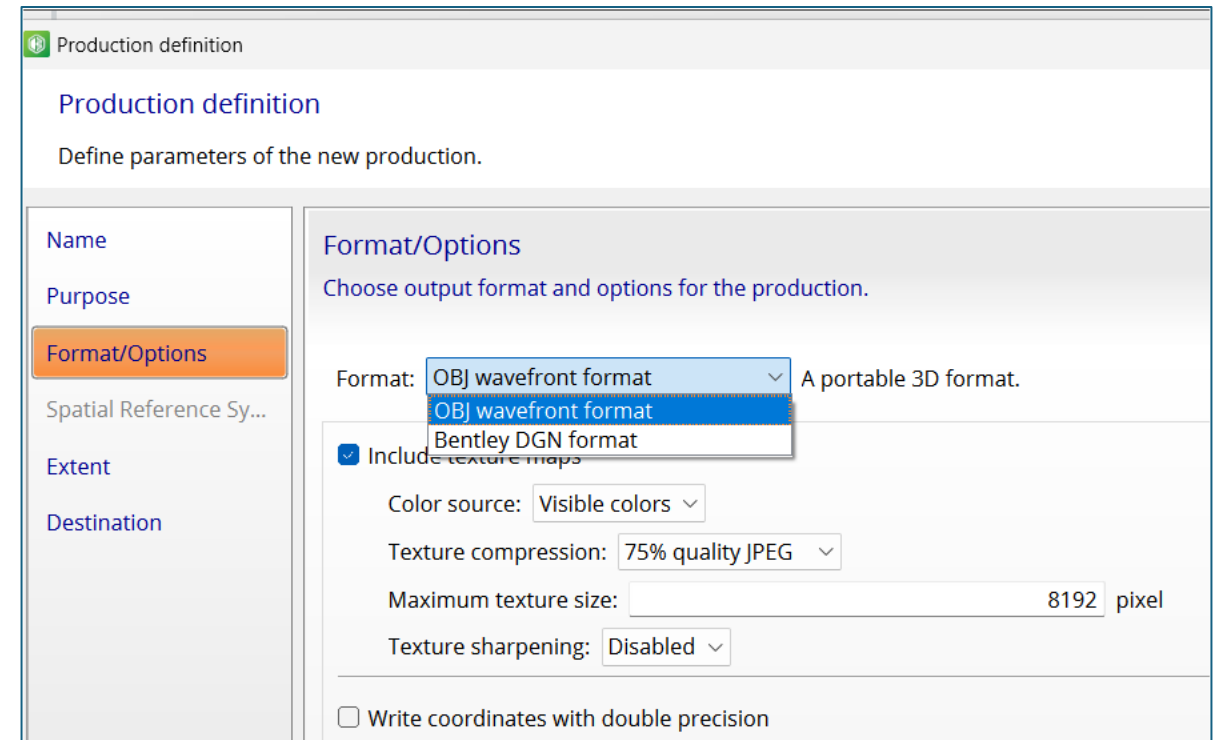 Production definition
Production definition
Define parameters of the new production.
Name
Purpose
Format/Options
Spatial Reference Sy...
Extent
Destination
Format/Options
Choose output format and options for the production.
Format: OBJ wavefront format A portable 3D format.
OBJ wavefront format
Bentley DGN format
Include texture maps
Color source: Visible colors
Texture compression: 75% quality JPEG
Maximum texture size: 8192 pixel
Texture sharpening: Disabled
Write coordinates with double precision